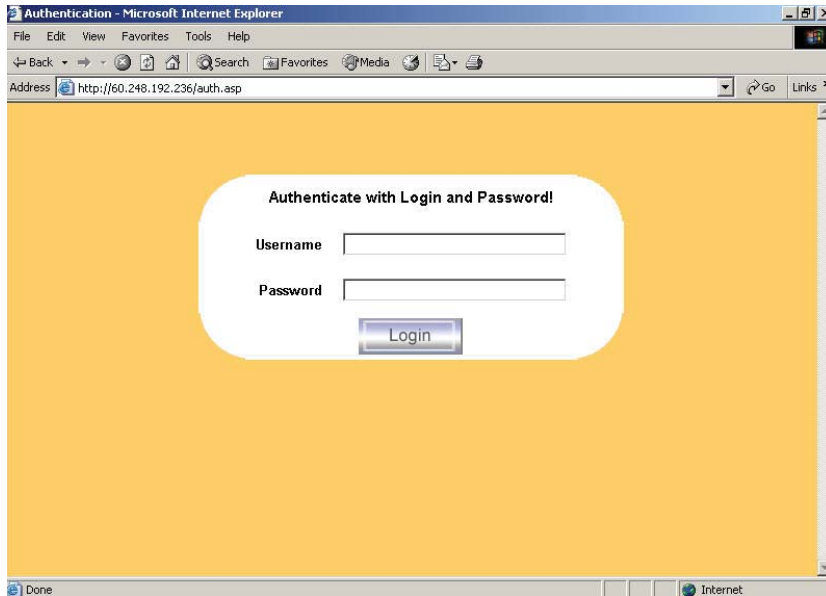 Authentication - Microsoft Internet Explorer
File Edit View Favorites Tools Help
Back Search Favorites Media
Address http://60.248.192.236/auth.asp Go Links
Authenticate with Login and Password!
Username
Password
Login
Done Internet